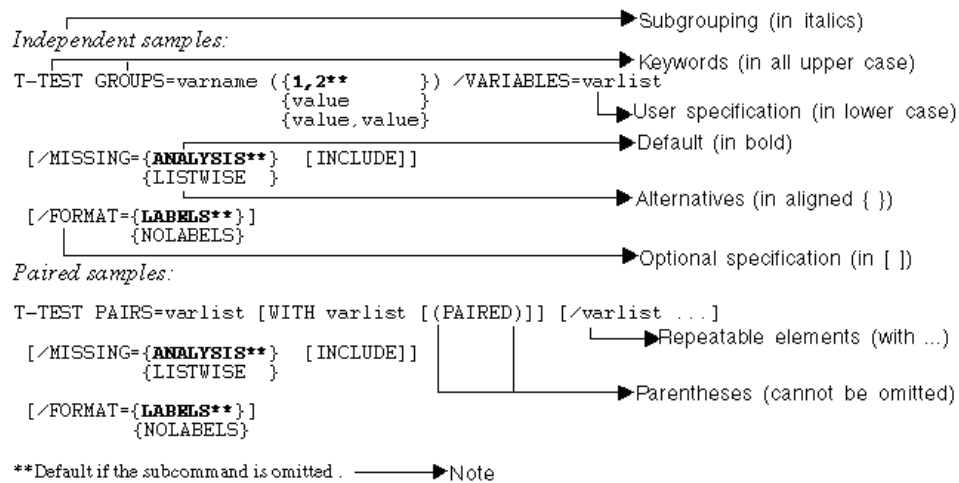 Subgrouping (in italics)
Independent samples:
Keywords (in all upper case)
T-TEST GROUPS=varname ({1,2** }) /VARIABLES=varlist
{value }
{value,value}
User specification (in lower case)
Default (in bold)
[/MISSING={ANALYSIS**} [INCLUDE]]
{LISTWISE }
Alternatives (in aligned { })
[/FORMAT={LABELS**}]
{NOLABELS}
Optional specification (in [ ])
Paired samples:
T-TEST PAIRS=varlist [WITH varlist [(PAIRED)]] [/varlist ...]
Repeatable elements (with ...)
[/MISSING={ANALYSIS**} [INCLUDE]]
{LISTWISE }
Parentheses (cannot be omitted)
[/FORMAT={LABELS**}]
{NOLABELS}
**Default if the subcommand is omitted . Note